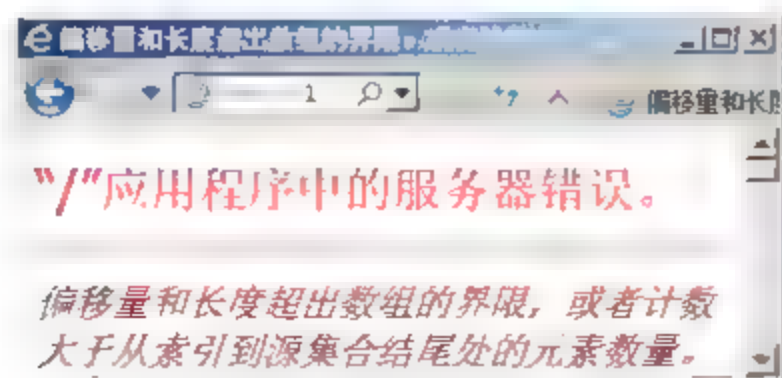 偏移量和长度超出数组的界限
1
偏移量和长
“/”应用程序中的服务器错误。
偏移量和长度超出数组的界限，或者计数
大于从索引到源集合结尾处的元素数量。